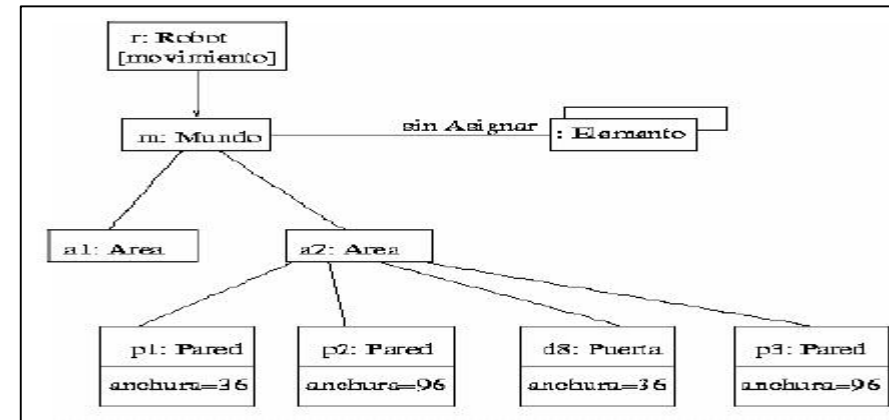 r: Robot
[movimiento]
m: Mundo
sin Asignar
: Elemento
a1: Area
a2: Area
p1: Pared
p2: Pared
d8: Puerta
p3: Pared
anchura=36
anchura=96
anchura=36
anchura=96